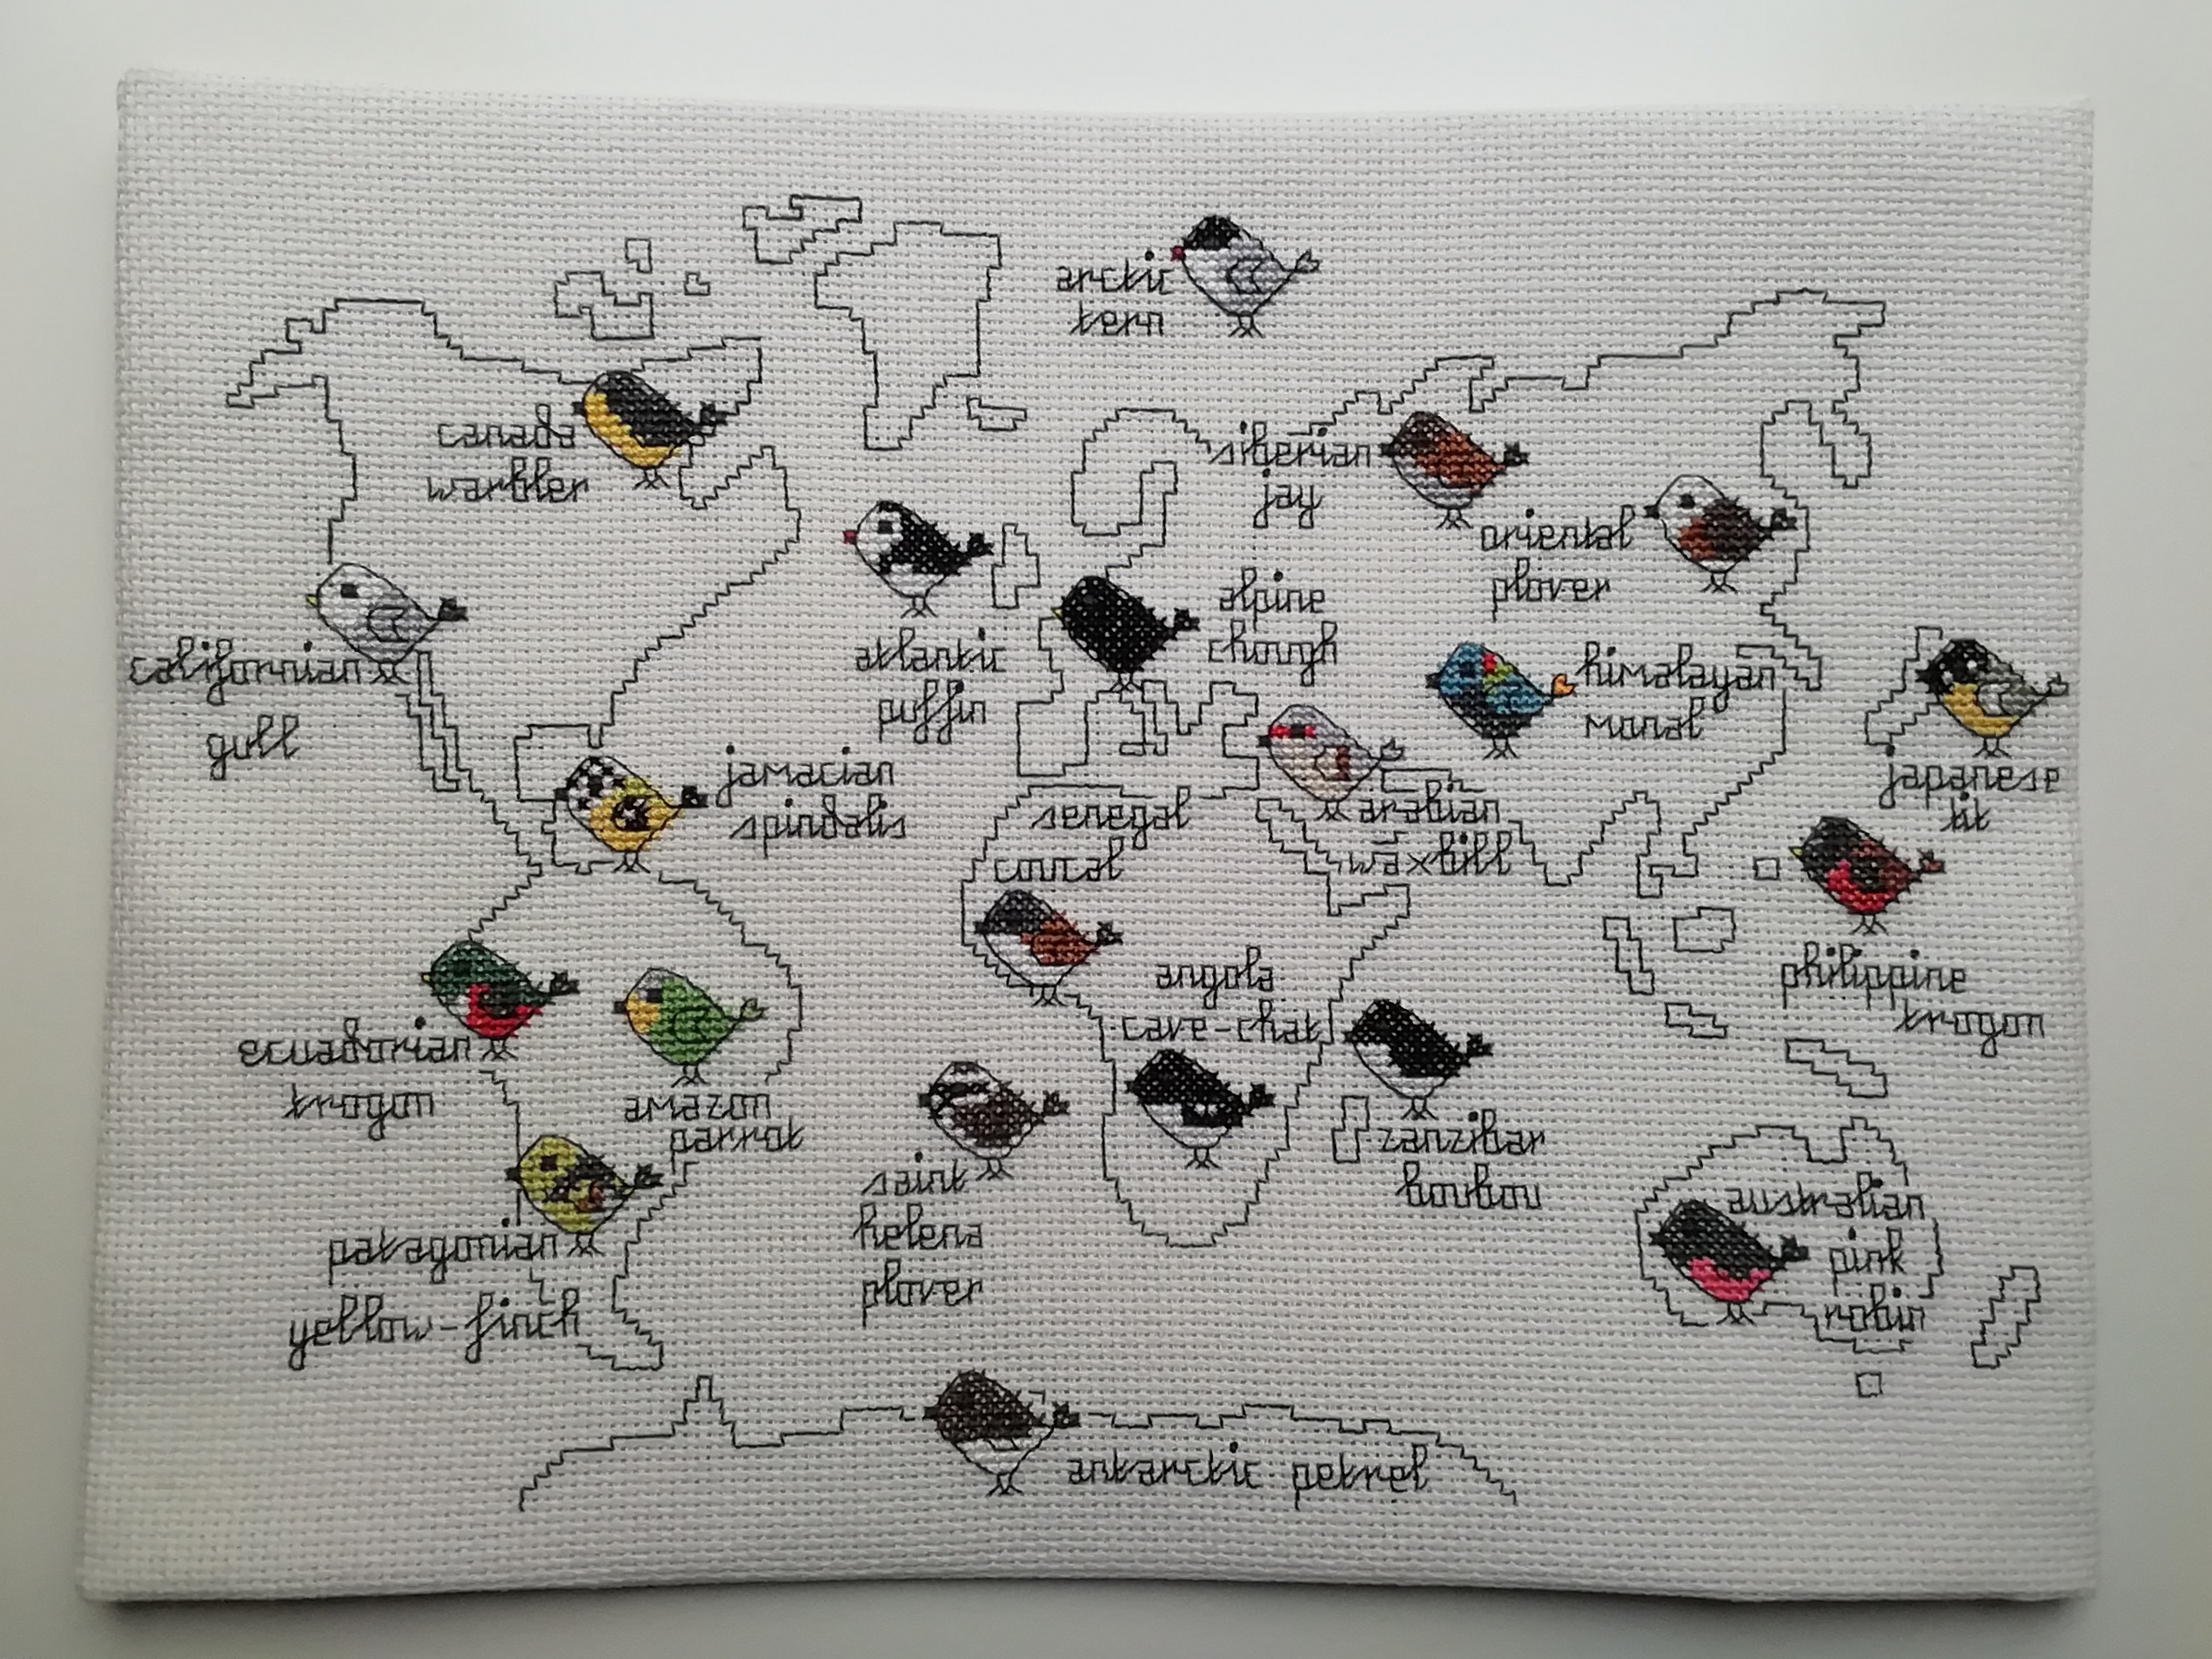 arctic
tern
canada
warbler
siberian
jay
oriental
plover
alpine
chough
atlantic
puffin
californian
gull
himalayan
munal
jamacian
spindalis
japanese
tit
senegal
coucal
arabian
waxbill
philippine
trogon
angola
cave-chat
ecuadorian
trogon
amazon
parrot
zanzibar
boubou
saint
helena
plover
australian
pink
robin
patagonian
yellow-finch
antarctic petrel